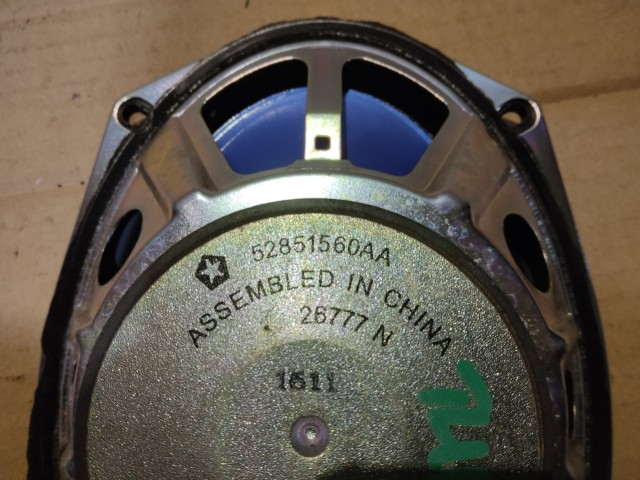 52851560AA
ASSEMBLED IN CHINA
26777 N
1611